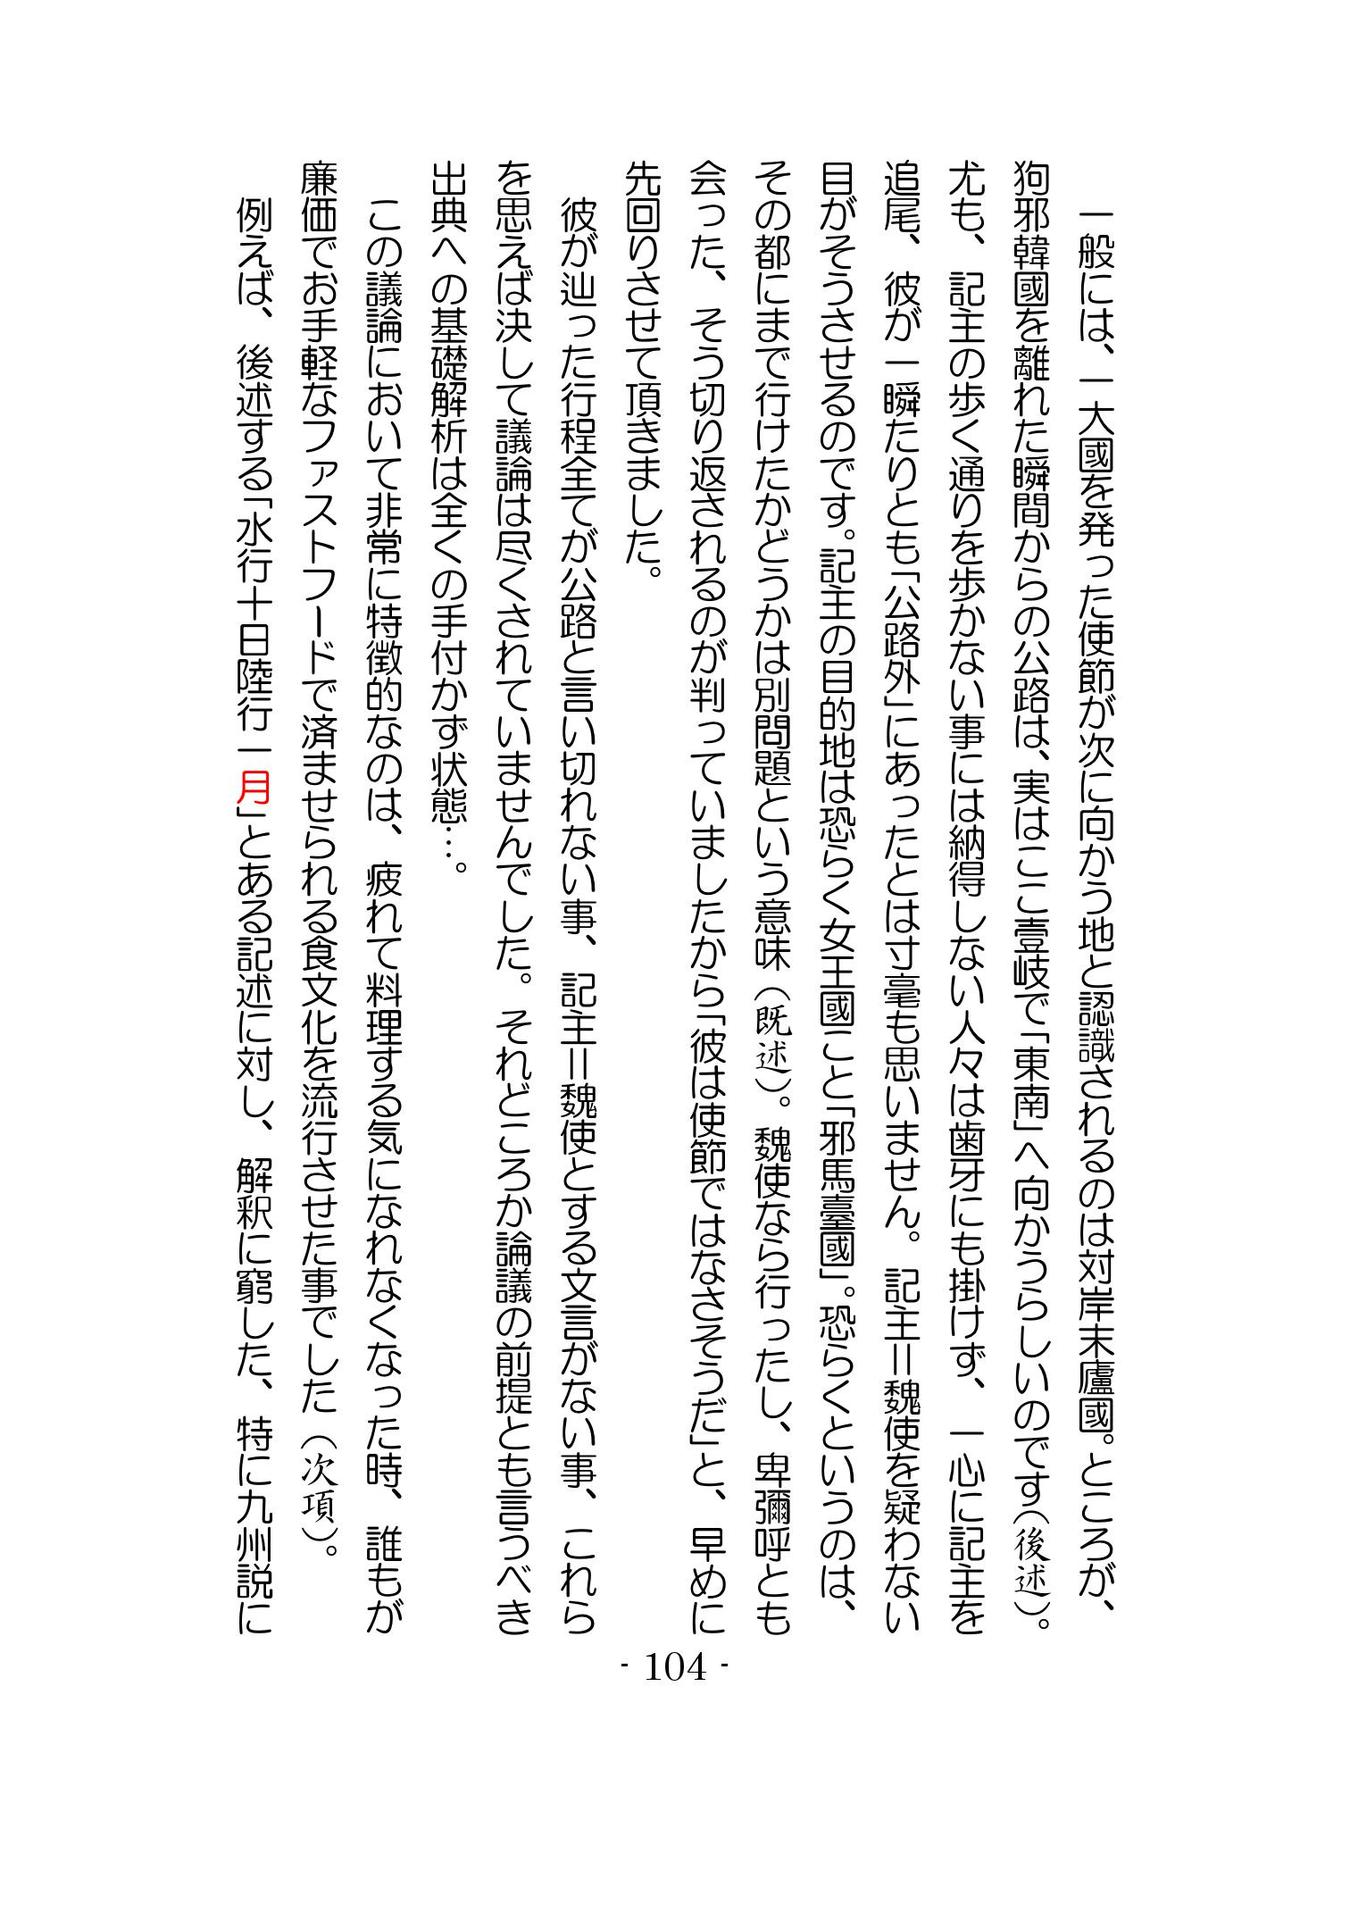 一般には、一大國を発った使節が次に向かう地と認識されるのは対岸末廬國。ところが、
狗邪韓國を離れた瞬間からの公路は、実はここ壹岐で「東南」へ向かうらしいのです(後述)。
尤も、記主の歩く通りを歩かない事には納得しない人々は歯牙にも掛けず、一心に記主を
追尾、彼が一瞬たりとも「公路外」にあったとは寸毫も思いません。記主=魏使を疑わない
目がそうさせるのです。記主の目的地は恐らく女王國こと「邪馬臺國」。恐らくというのは、
その都にまで行けたかどうかは別問題という意味(既述)。魏使なら行ったし、卑彌呼とも
会った、そう切り返されるのが判っていましたから「彼は使節ではなさそうだ」と、早めに
先回りさせて頂きました。
彼が辿った行程全てが公路と言い切れない事、記主=魏使とする文言がない事、これら
を思えば決して議論は尽くされていませんでした。それどころか論議の前提とも言うべき
出典への基礎解析は全くの手付かず状態…。
この議論において非常に特徴的なのは、疲れて料理する気になれなくなった時、誰もが
廉価でお手軽なファストフードで済ませられる食文化を流行させた事でした(次項)。
例えば、後述する「水行十日陸行一月」とある記述に対し、解釈に窮した、特に九州説に
- 104 -